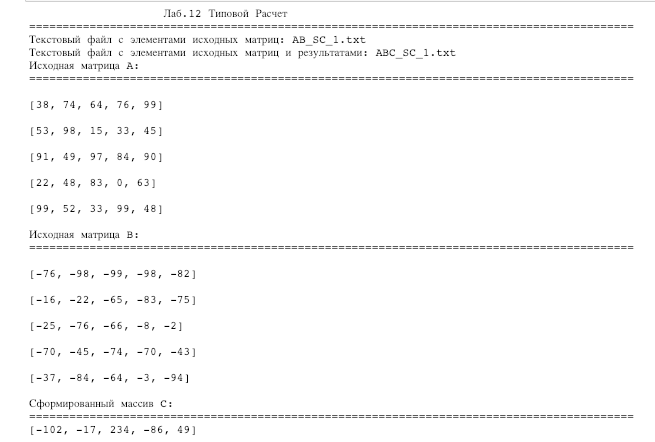 Лаб.12 Типовой Расчет
==========================================================================================
Текстовый файл с элементами исходных матриц: AB_SC_1.txt
Текстовый файл с элементами исходных матриц и результатами: ABC_SC_1.txt
Исходная матрица A:
==========================================================================================
[38, 74, 64, 76, 99]
[53, 98, 15, 33, 45]
[91, 49, 97, 84, 90]
[22, 48, 83, 0, 63]
[99, 52, 33, 99, 48]
Исходная матрица B:
==========================================================================================
[-76, -98, -99, -98, -82]
[-16, -22, -65, -83, -75]
[-25, -76, -66, -8, -2]
[-70, -45, -74, -70, -43]
[-37, -84, -64, -3, -94]
Сформированный массив C:
==========================================================================================
[-102, -17, 234, -86, 49]